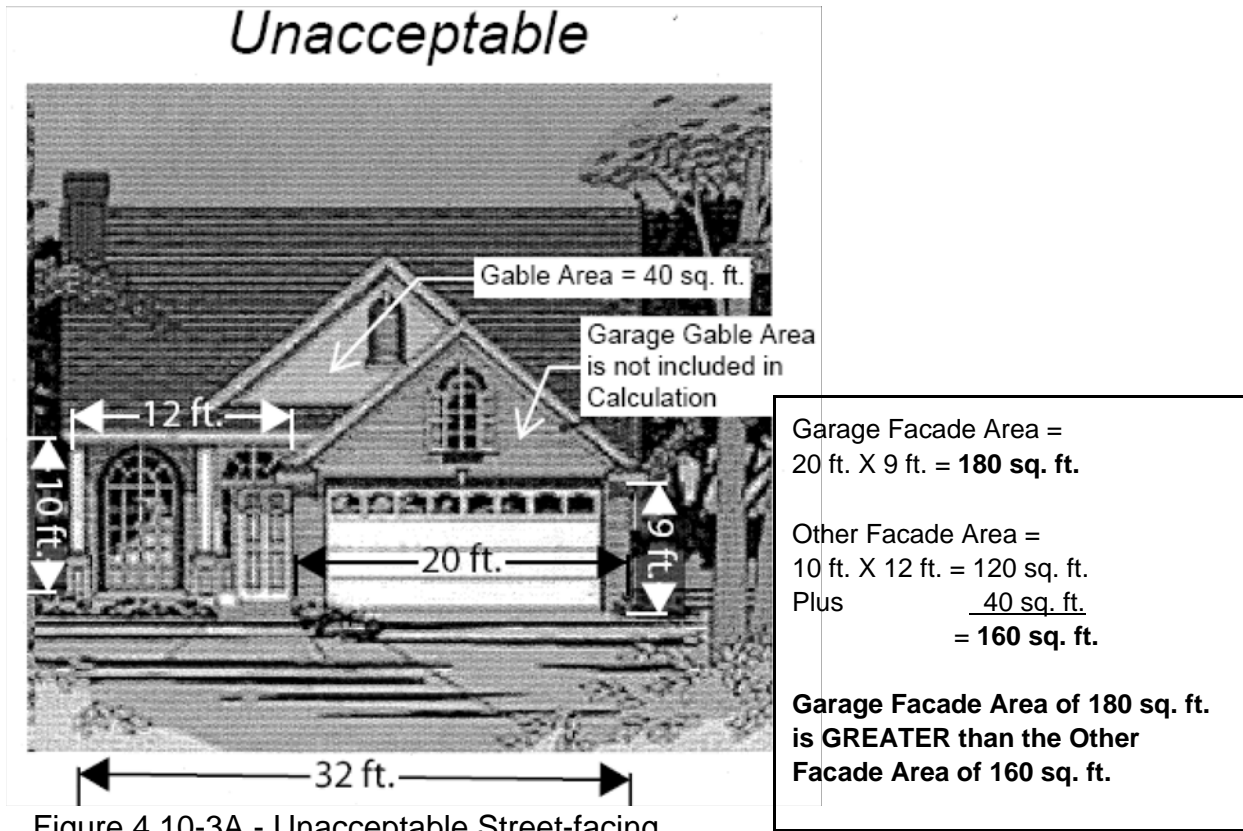 Unacceptable
Gable Area = 40 sq. ft.
Garage Gable Area
is not included in
Calculation
12 ft.
10 ft.
20 ft.
9 ft.
32 ft.
Garage Facade Area =
20 ft. X 9 ft. = 180 sq. ft.
Other Facade Area =
10 ft. X 12 ft. = 120 sq. ft.
Plus 40 sq. ft.
= 160 sq. ft.
Garage Facade Area of 180 sq. ft.
is GREATER than the Other
Facade Area of 160 sq. ft.
Figure 4.10-3A - Unacceptable Street-facing